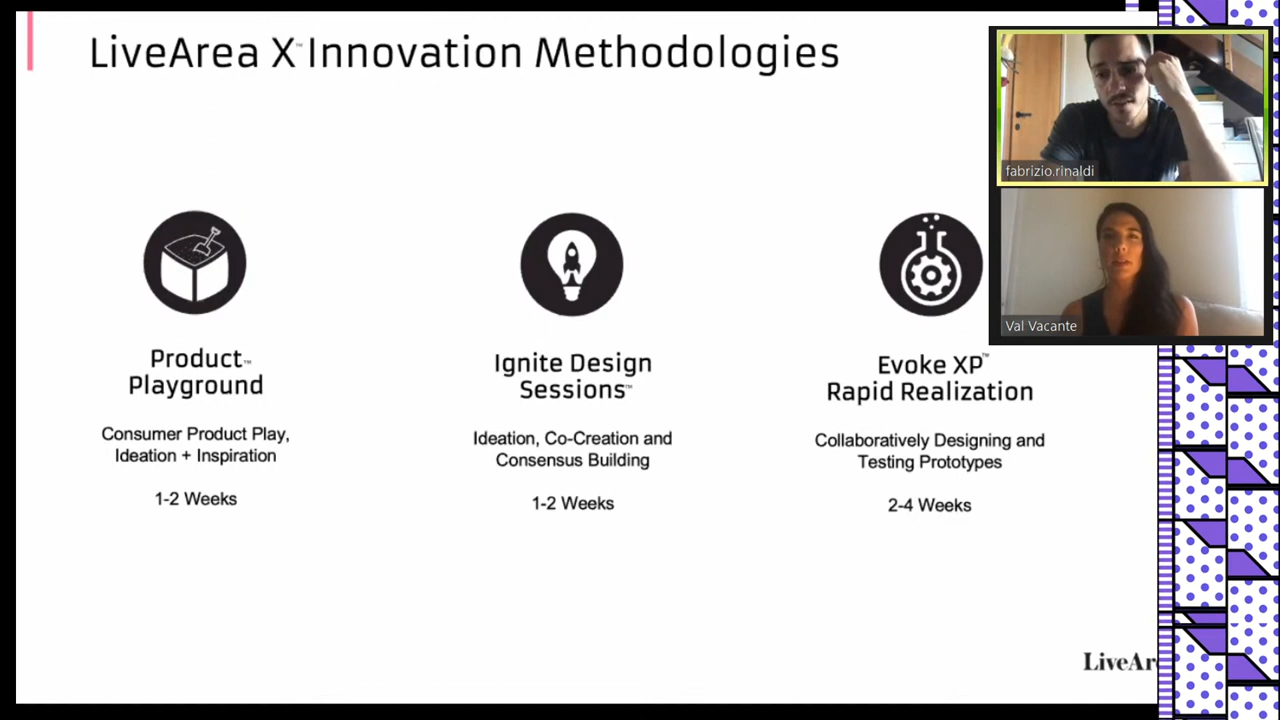 LiveArea X™ Innovation Methodologies
Product™
Playground
Consumer Product Play,
Ideation + Inspiration
1-2 Weeks
Ignite Design
Sessions™
Ideation, Co-Creation and
Consensus Building
1-2 Weeks
Evoke XP™
Rapid Realization
Collaboratively Designing and
Testing Prototypes
2-4 Weeks
fabrizio.rinaldi
Val Vacante
LiveAr